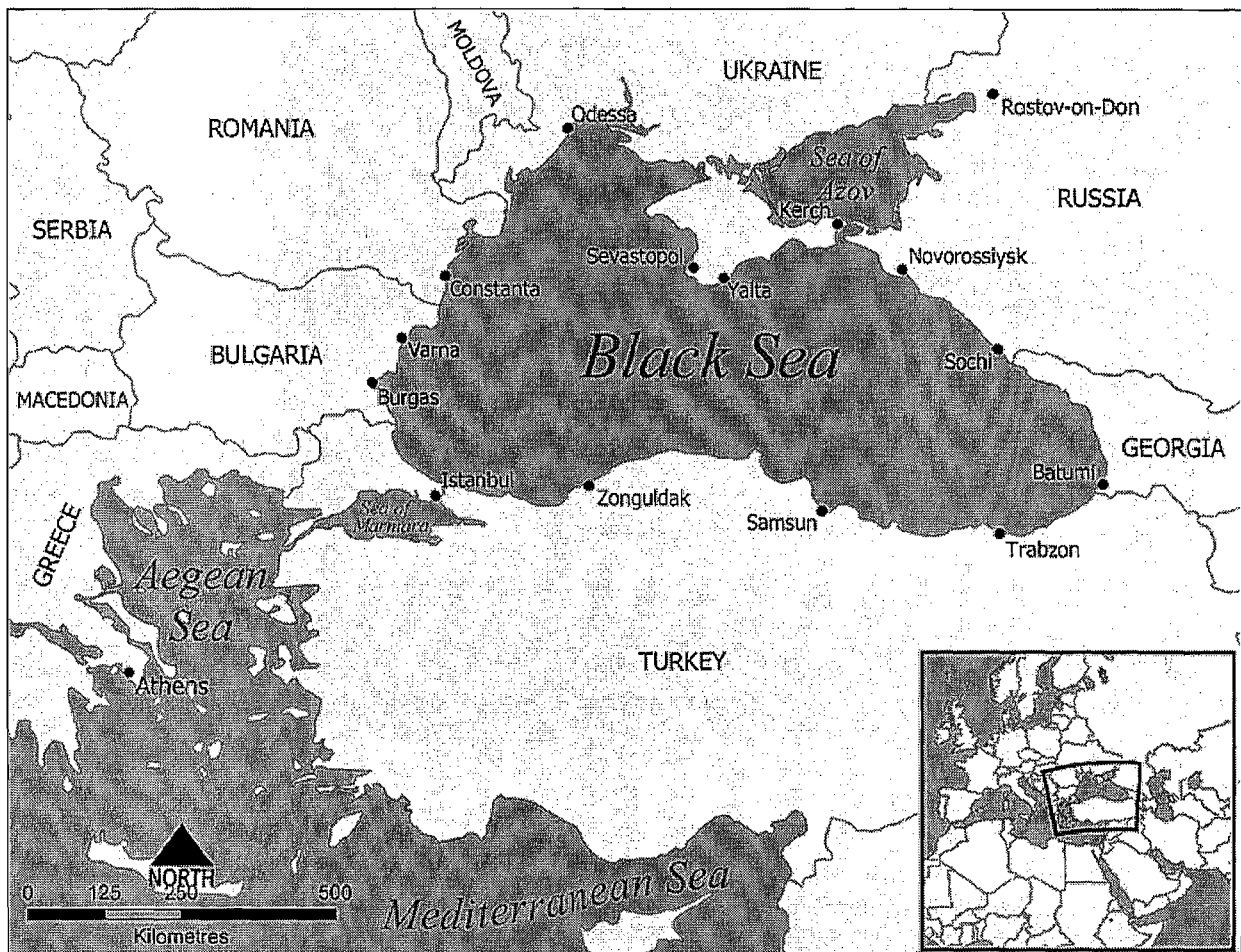 MOLDOVA
UKRAINE
Rostov-on-Don
ROMANIA
Odessa
Sea of
Azov
RUSSIA
SERBIA
Kerch
Sevastopol
Novorossiysk
Constanta
Yalta
BULGARIA
Varna
Black Sea
Sochi
MACEDONIA
Burgas
GEORGIA
Istanbul
Batumi
Zonguldak
Sea of
Marmara
Samsun
Trabzon
GREECE
Aegean
Sea
TURKEY
Athens
NORTH
0 125 250 500
Kilometres
Mediterranean Sea